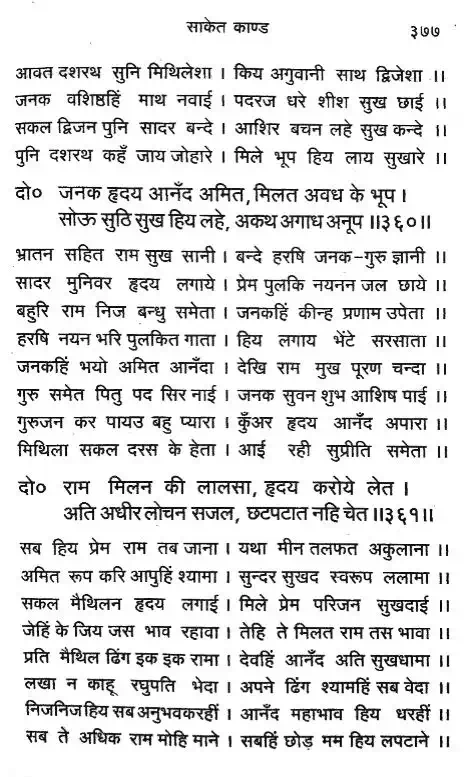 साकेत काण्ड ३७७
आवत दशरथ सुनि मिथिलेशा । किय अगुवानी साथ द्विजेशा ।।
जनक वशिष्ठहिं माथ नवाई । पदरज धरे शीश सुख छाई ।।
सकल द्विजन पुनि सादर बन्दे । आशिर बचन लहे सुख कन्दे ।।
पुनि दशरथ कहँ जाय जोहारे । मिले भूप हिय लाय सुखारे ।।
दो० जनक हृदय आनँद अमित, मिलत अवध के भूप ।
सोऊ सुठि सुख हिय लहे, अकथ अगाध अनूप ।।३६०।।
भ्रातन सहित राम सुख सानी । बन्दे हरषि जनक-गुरु ज्ञानी ।।
सादर मुनिवर हृदय लगाये । प्रेम पुलकि नयनन जल छाये ।।
बहुरि राम निज बन्धु समेता । जनकहिं कीन्ह प्रणाम उपेता ।।
हरषि नयन भरि पुलकित गाता । हिय लगाय भेंटे सरसाता ।।
जनकहिं भयो अमित आनँदा । देखि राम मुख पूरण चन्दा ।।
गुरु समेत पितु पद सिर नाई । जनक सुवन शुभ आशिष पाई ।।
गुरुजन कर पायउ बहु प्यारा । कुँअर हृदय आनँद अपारा ।।
मिथिला सकल दरस के हेता । आई रही सुप्रीति समेता ।।
दो० राम मिलन की लालसा, हृदय करोये लेत ।
अति अधीर लोचन सजल, छटपटात नहि चेत ।।३६१।।
सब हिय प्रेम राम तब जाना । यथा मीन तलफत अकुलाना ।।
अमित रूप करि आपुहिं श्यामा । सुन्दर सुखद स्वरूप ललामा ।।
सकल मैथिलन हृदय लगाई । मिले प्रेम परिजन सुखदाई ।।
जेहिं के जिय जस भाव रहावा । तेहि ते मिलत राम तस भावा ।।
प्रति मैथिल ढिंग इक इक रामा । देवहिं आनँद अति सुखधामा ।।
लखा न काहू रघुपति भेदा । अपने ढिंग श्यामहिं सब वेदा ।।
निजनिज हिय सब अनुभवकरहीं । आनँद महाभाव हिय धरहीं ।।
सब ते अधिक राम मोहि माने । सबहिं छोड़ मम हिय लपटाने ।।